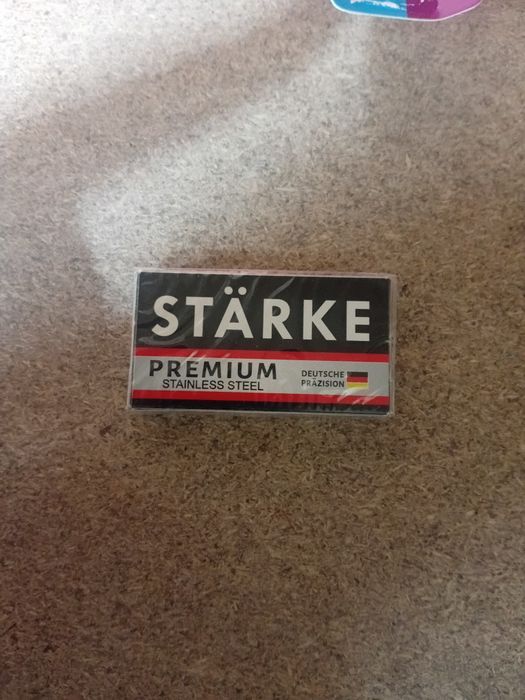 STÄRKE
PREMIUM
STAINLESS STEEL
DEUTSCHE
PRÄZISION